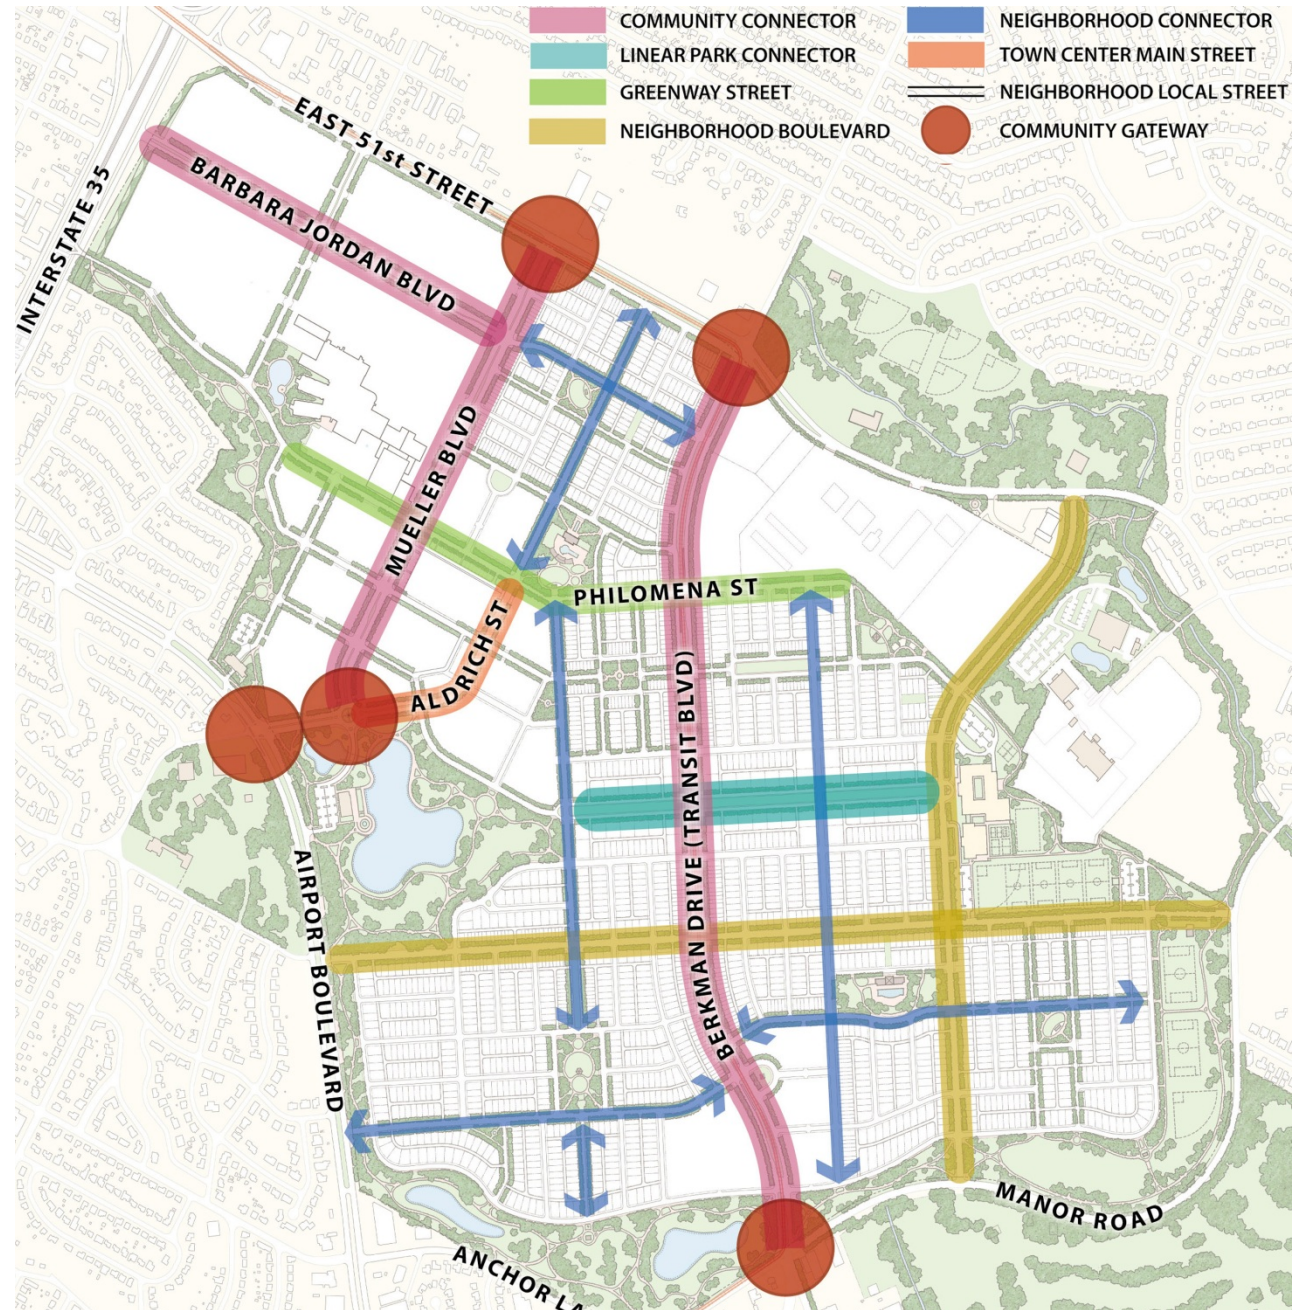 COMMUNITY CONNECTOR
LINEAR PARK CONNECTOR
GREENWAY STREET
NEIGHBORHOOD BOULEVARD
NEIGHBORHOOD CONNECTOR
TOWN CENTER MAIN STREET
NEIGHBORHOOD LOCAL STREET
COMMUNITY GATEWAY
EAST 51st STREET
INTERSTATE 35
BARBARA JORDAN BLVD
MUELLER BLVD
PHILOMENA ST
ALDRICH ST
BERKMAN DRIVE (TRANSIT BLVD)
AIRPORT BOULEVARD
MANOR ROAD
ANCHOR LA